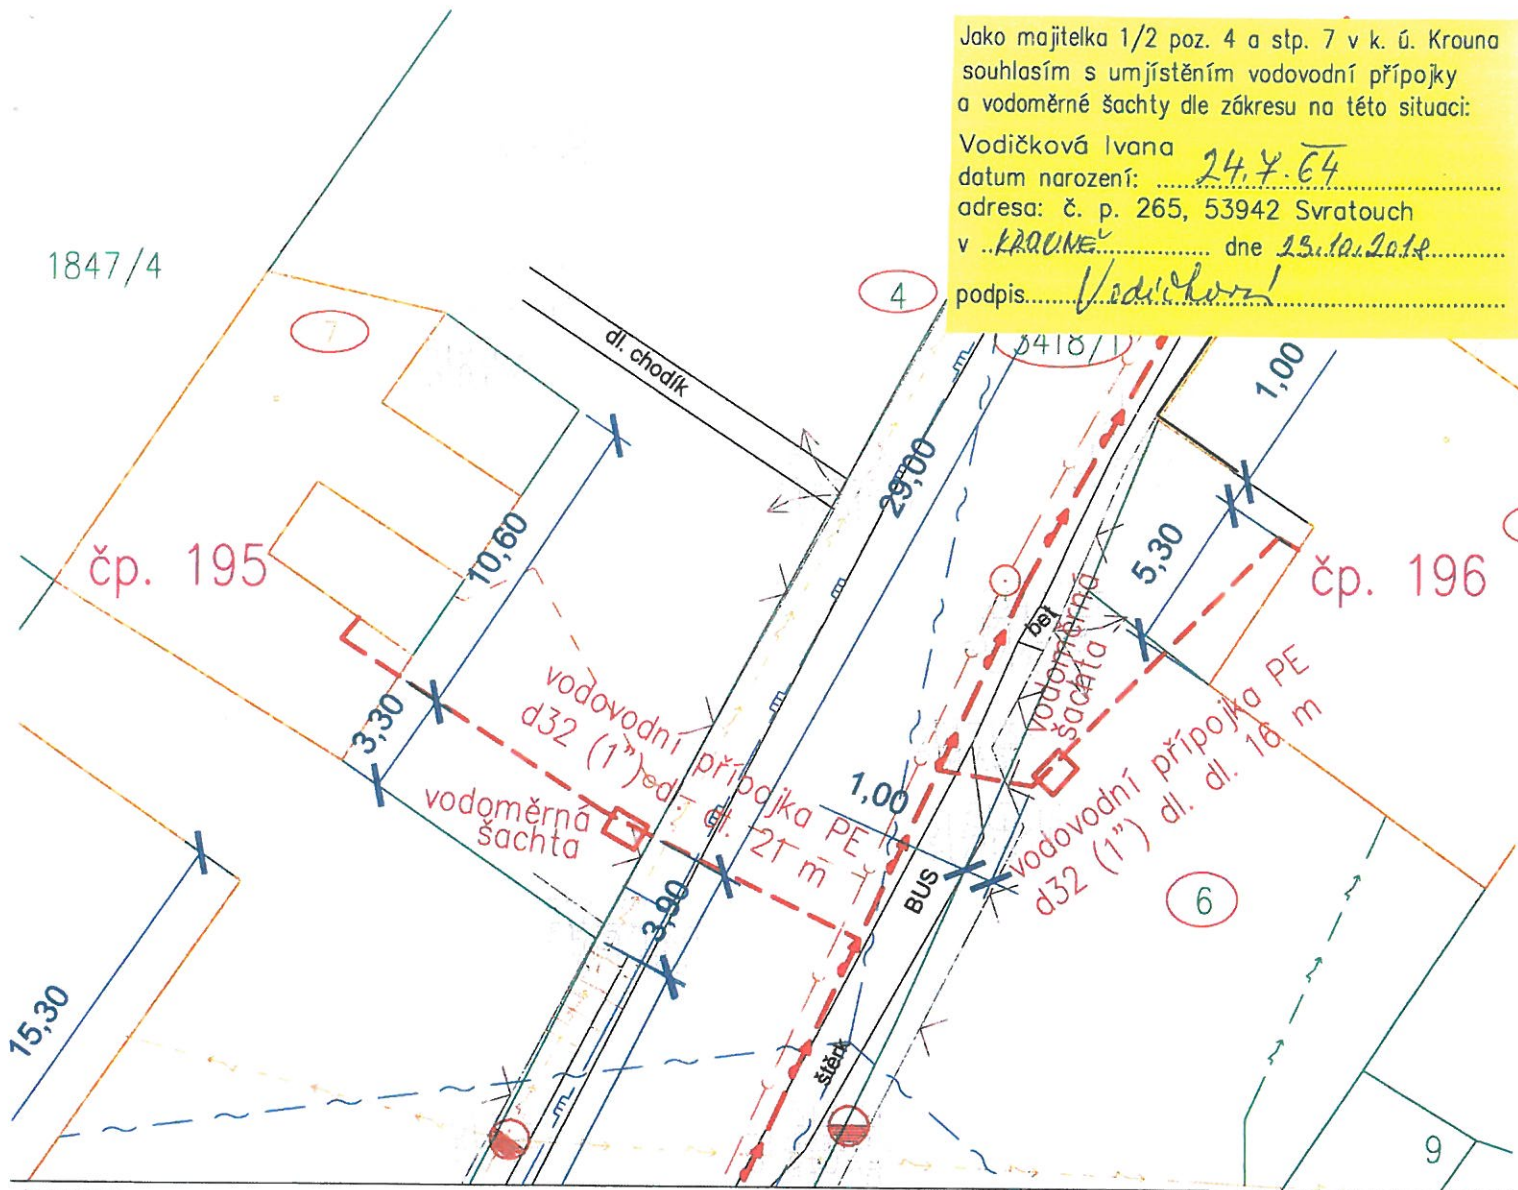 Jako majitelka 1/2 poz. 4 a stp. 7 v k. ú. Krouna
souhlasím s umjístěním vodovodní přípojky
a vodoměrné šachty dle zákresu na této situaci:
Vodičková Ivana
datum narození: 24.7.64
adresa: č. p. 265, 53942 Svratouch
v KROUNĚ dne 23.10.2018
podpis Vodičková
1847/4
7
4
3418/1
dl. chodík
1,00
29,00
10,60
5,30
čp. 195
čp. 196
bet
vodoměrná
šachta
3,30
vodovodní přípojka PE
d32 (1") d. dl. 21 m
vodoměrná
šachta
1,00
vodovodní přípojka PE
d32 (1") dl. dl. 16 m
BUS
3,90
6
15,30
štěrk
9